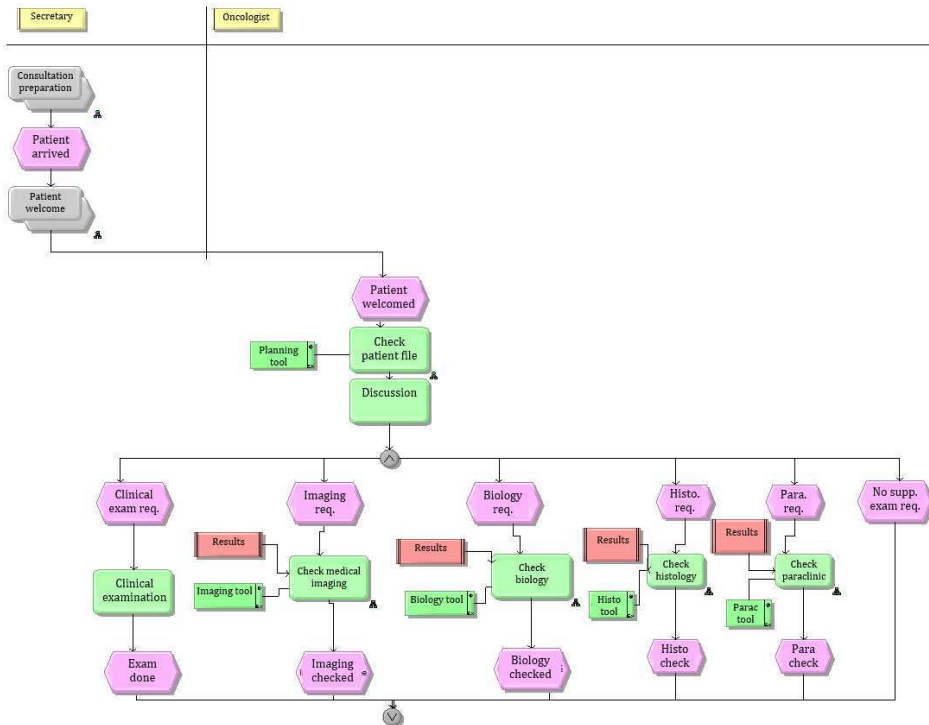 Secretary
Oncologist
Consultation
preparation
Patient
arrived
Patient
welcome
Patient
welcomed
Planning
tool
Check
patient file
Discussion
Clinical
exam req.
Imaging
req.
Biology
req.
Histo.
req.
Para.
req.
No supp.
exam req.
Results
Results
Results
Results
Clinical
examination
Check medical
imaging
Check
biology
Check
histology
Check
paraclinic
Imaging tool
Biology tool
Histo
tool
Parac
tool
Exam
done
Imaging
checked
Biology
checked
Histo
check
Para
check